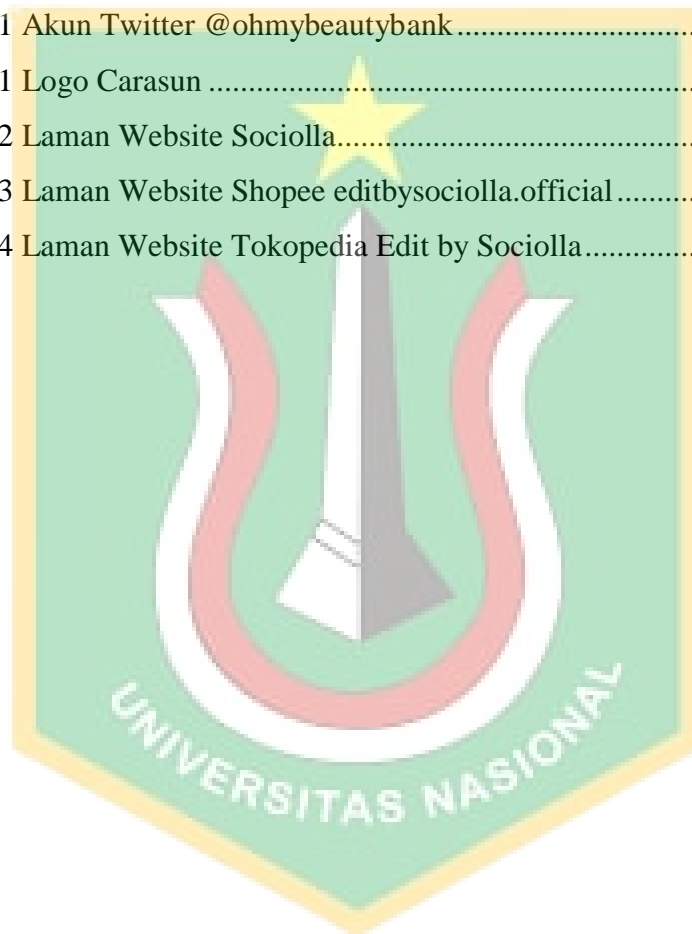 1 Akun Twitter @ohmybeautybank..............................
1 Logo Carasun ..............................................................
2 Laman Website Sociolla.............................................
3 Laman Website Shopee editbysociolla.official..........
4 Laman Website Tokopedia Edit by Sociolla..............
UNIVERSITAS NASIONAL